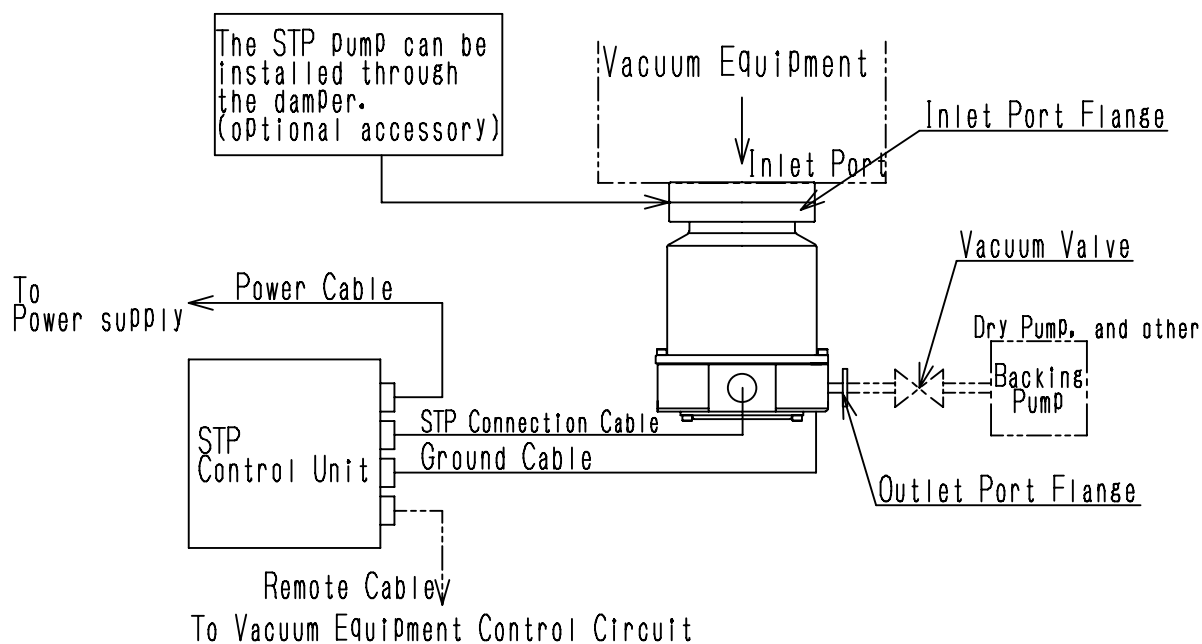 The STP pump can be
installed through
the damper.
(optional accessory)
Vacuum Equipment
Inlet Port Flange
Inlet Port
Vacuum Valve
To
Power supply
Power Cable
Dry Pump, and other
Backing
Pump
STP Connection Cable
STP
Control Unit
Ground Cable
Outlet Port Flange
Remote Cable
To Vacuum Equipment Control Circuit